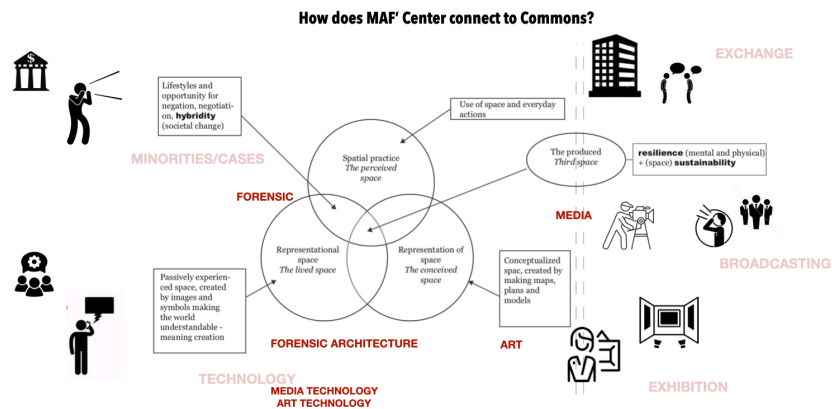 How does MAF' Center connect to Commons?
EXCHANGE
$
Lifestyles and
opportunity for
negation, negotiati-
on, hybridity
(societal change)
Use of space and everyday
actions
MINORITIES/CASES
Spatial practice
The perceived
space
The produced
Third space
resilience (mental and physical)
+ (space) sustainability
FORENSIC
MEDIA
Representational
space
The lived space
Representation of
space
The conceived
space
Conceptualized
spac, created by
making maps,
plans and
models
BROADCASTING
Passively experien-
ced space, created
by images and
symbols making
the world
understandable -
meaning creation
FORENSIC ARCHITECTURE
ART
TECHNOLOGY
MEDIA TECHNOLOGY
ART TECHNOLOGY
EXHIBITION